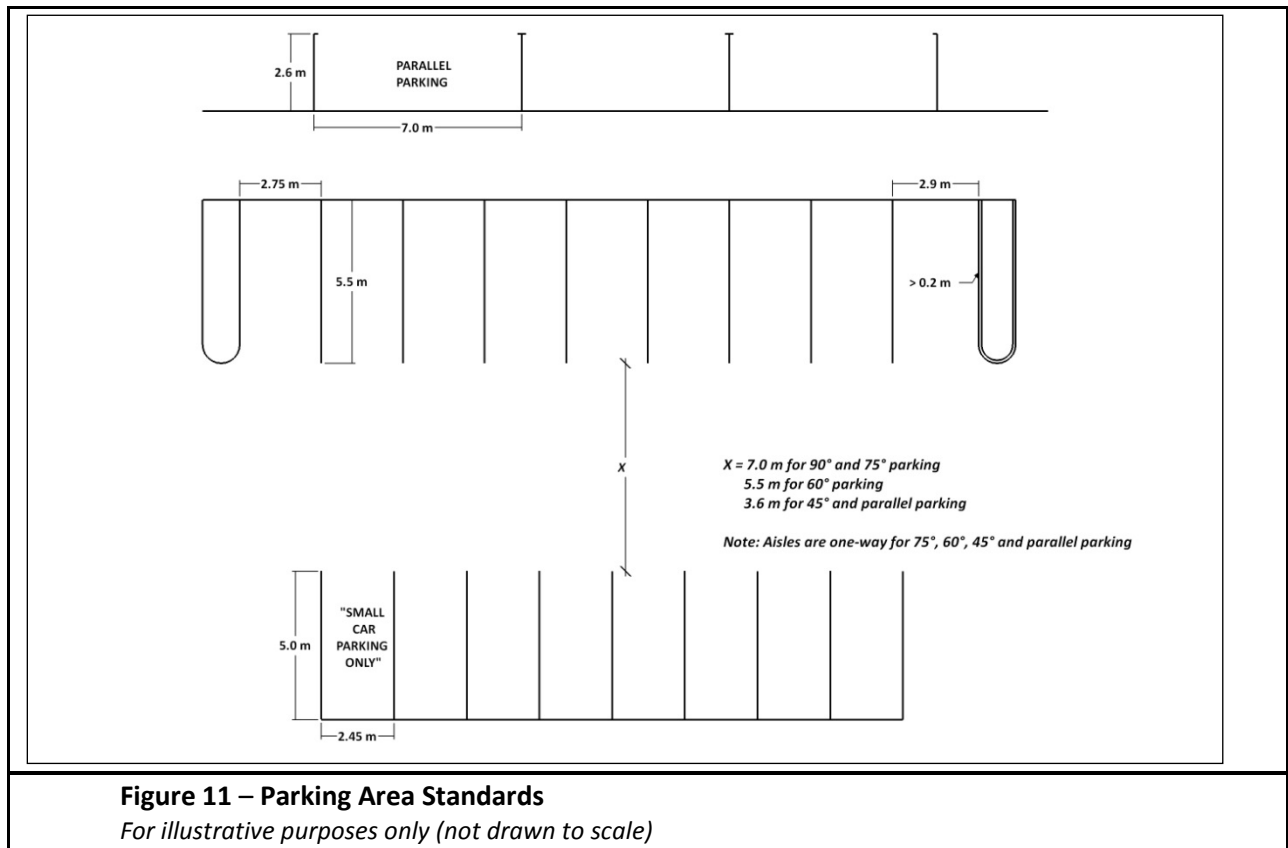 2.6 m
PARALLEL
PARKING
7.0 m
2.75 m
2.9 m
5.5 m
> 0.2 m
X
X = 7.0 m for 90° and 75° parking
5.5 m for 60° parking
3.6 m for 45° and parallel parking
Note: Aisles are one-way for 75°, 60°, 45° and parallel parking
5.0 m
"SMALL
CAR
PARKING
ONLY"
2.45 m
Figure 11 – Parking Area Standards
For illustrative purposes only (not drawn to scale)